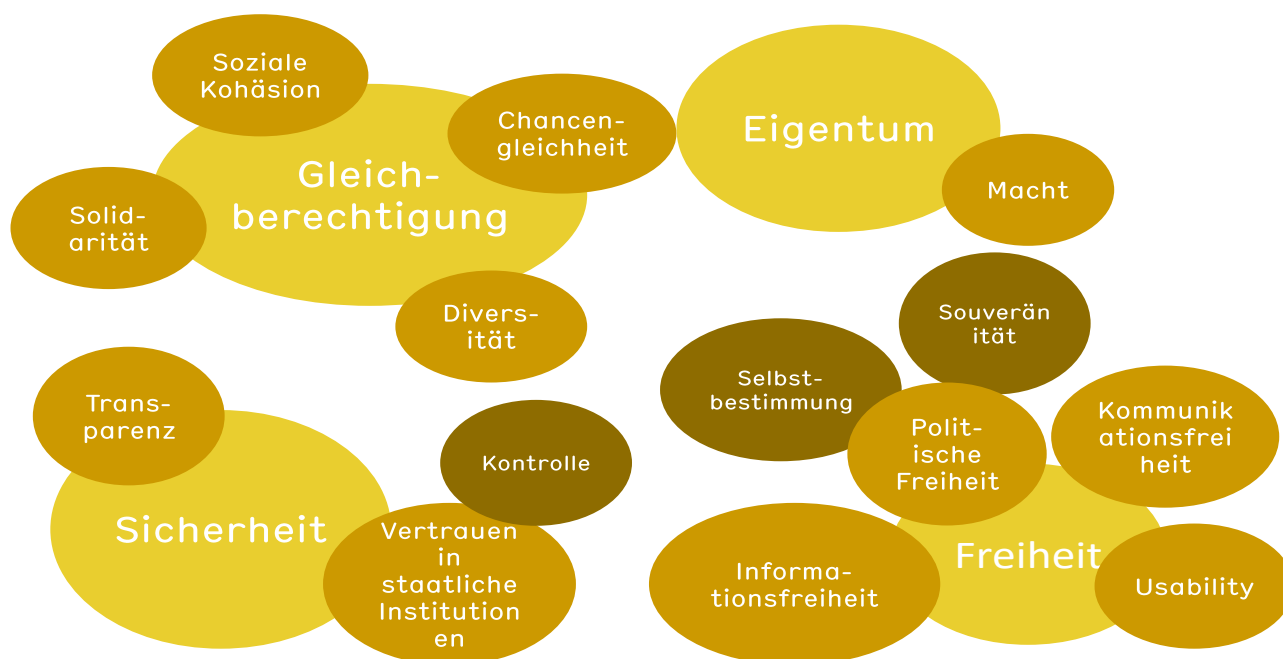 Soziale
Kohäsion
Chancen-
gleichheit
Gleich-
berechtigung
Solid-
arität
Divers-
ität
Eigentum
Macht
Souverän
ität
Selbst-
bestimmung
Polit-
ische
Freiheit
Kommunik
ationsfrei
heit
Informa-
tionsfreiheit
Freiheit
Usability
Trans-
parenz
Sicherheit
Kontrolle
Vertrauen
in
staatliche
Institution
en